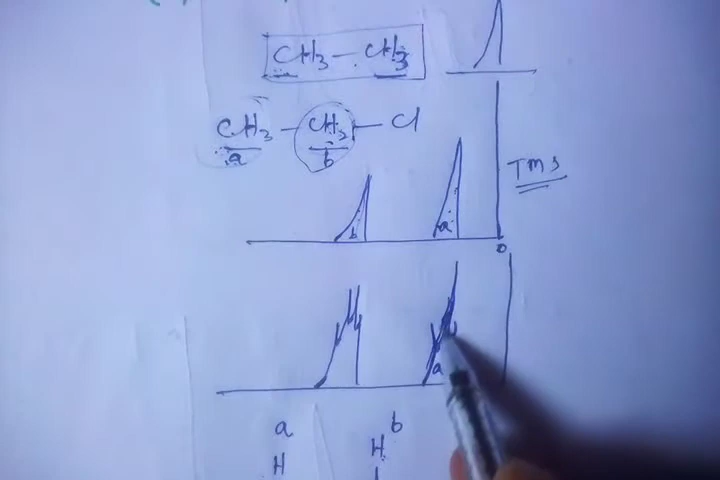 CH3 — CH3
CH3 — CH2 — Cl
a b
TMS
b a
0
a
a b
H H